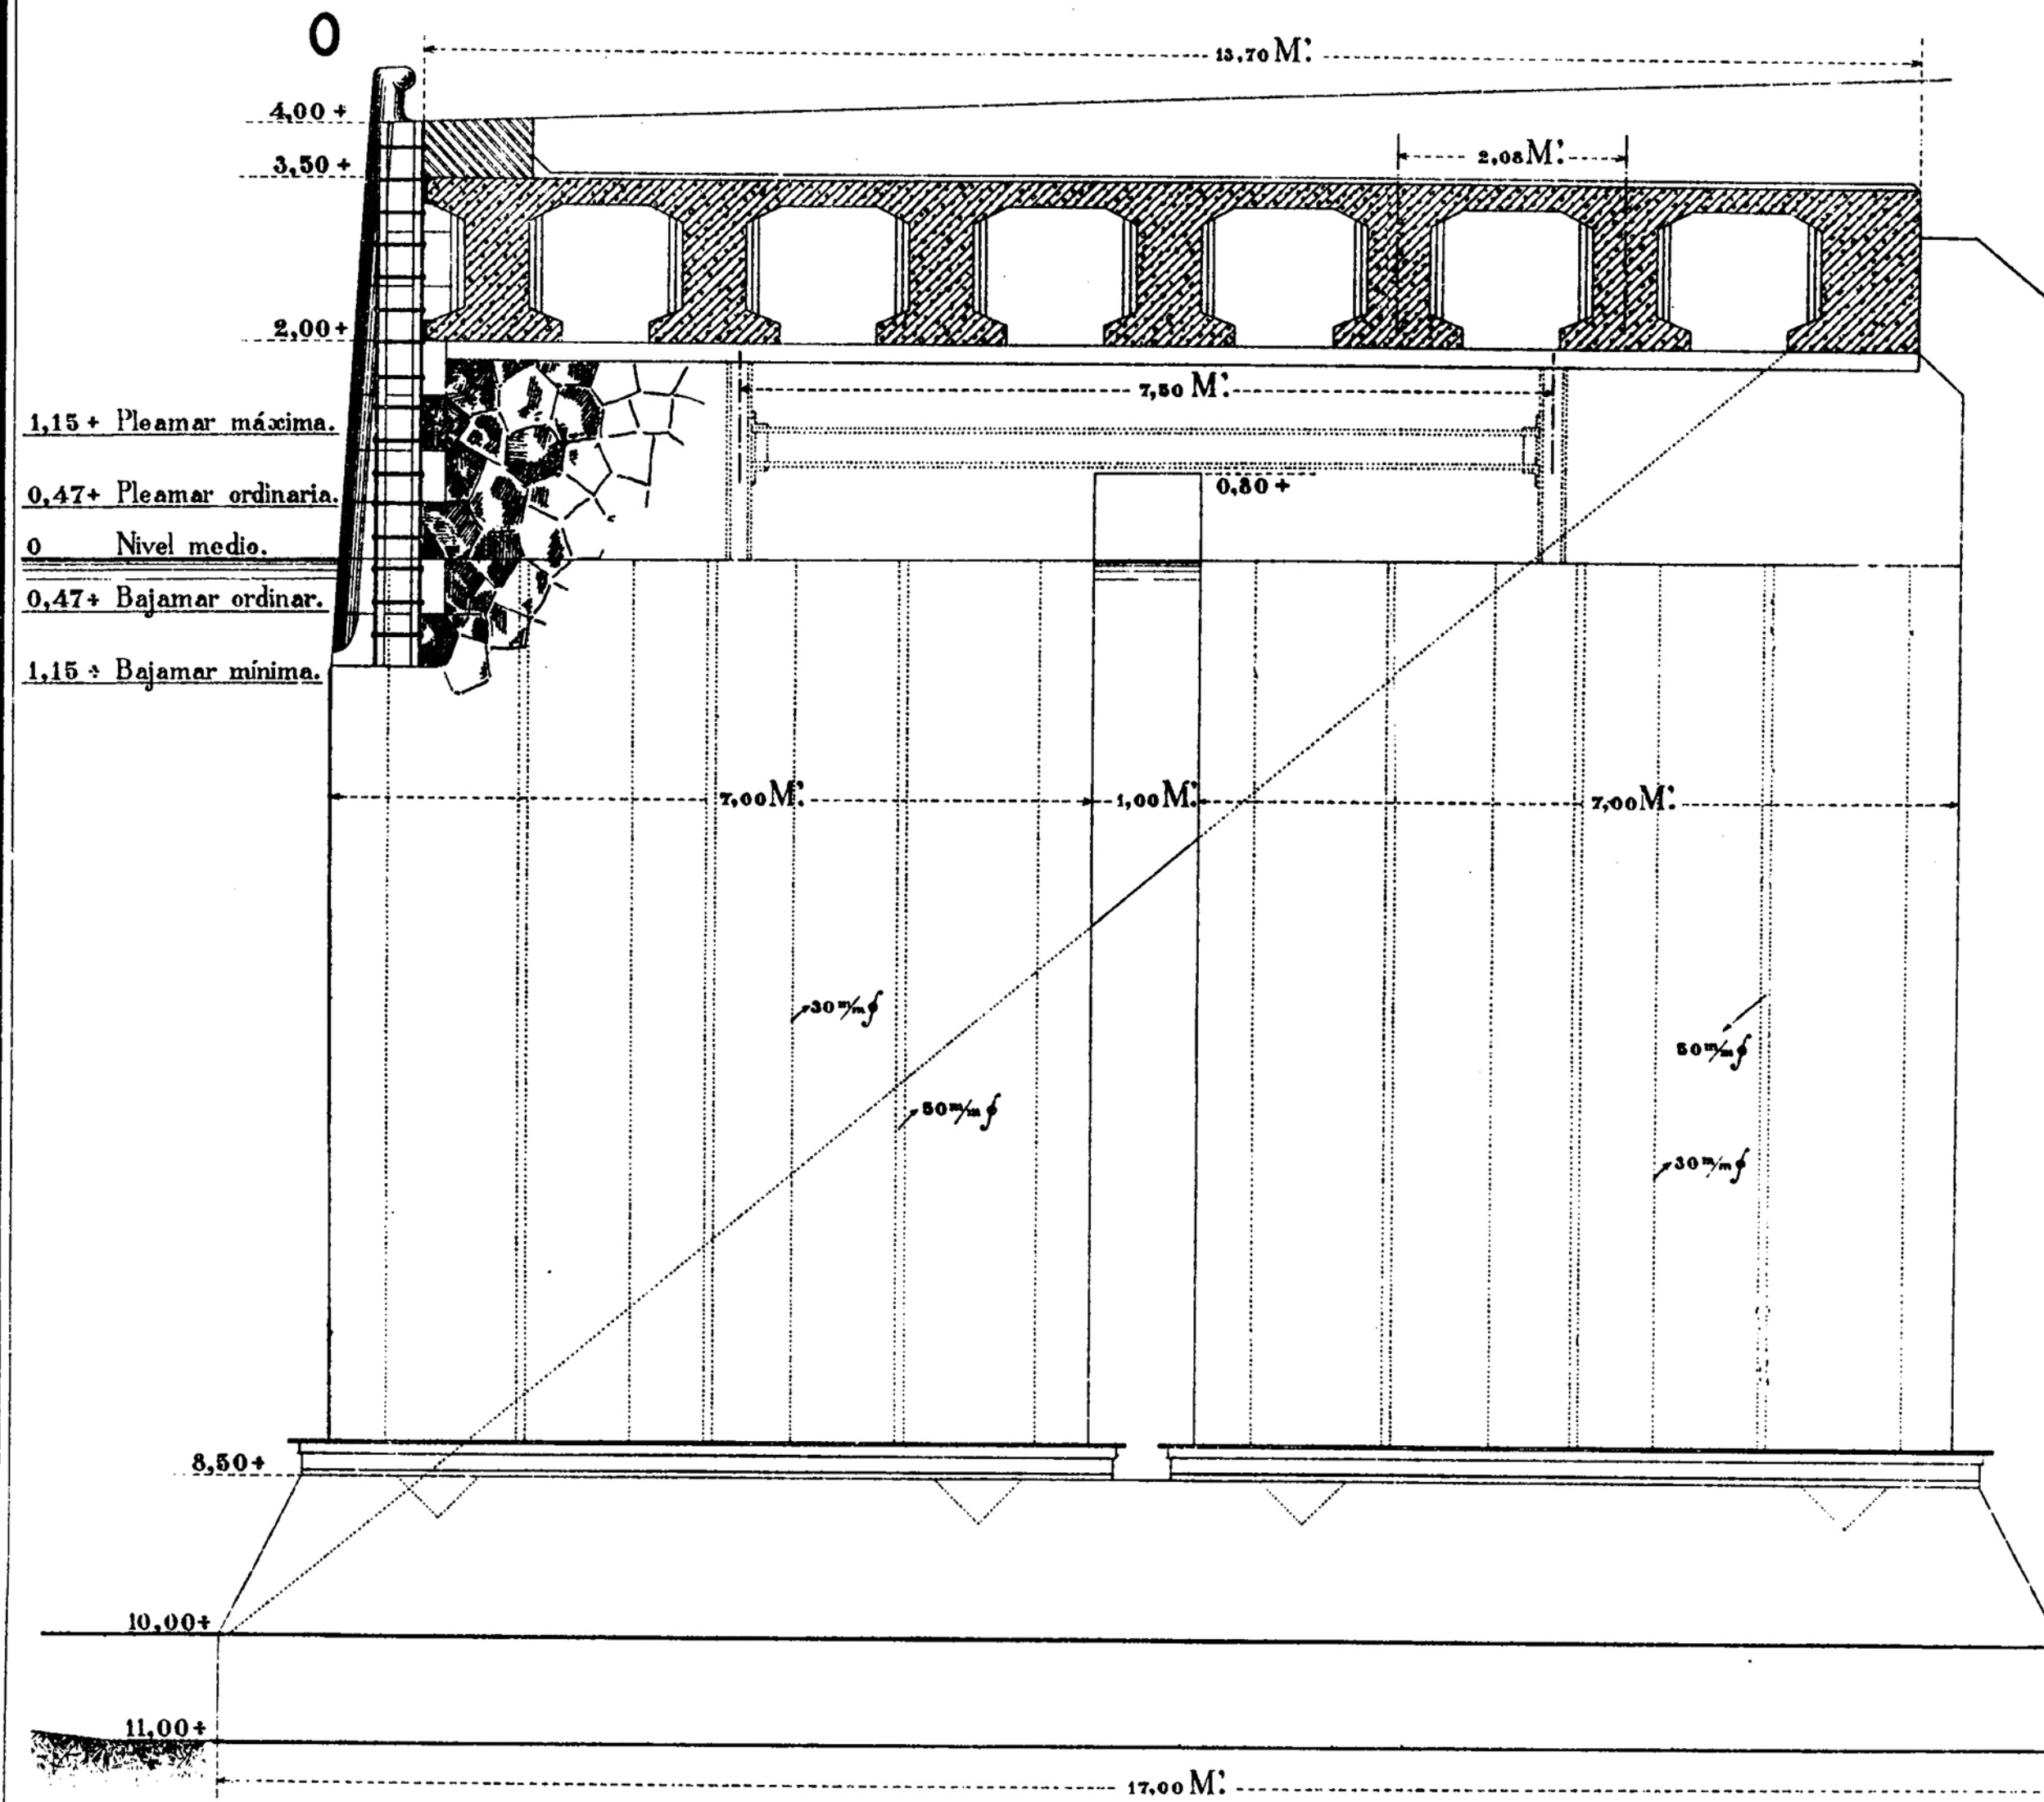 O
13,70 M:
4,00 +
3,50 +
2,08 M:
2,00 +
7,50 M:
1,15 + Pleamar máxima.
0,47 + Pleamar ordinaria.
0,80 +
0 Nivel medio.
0,47 + Bajamar ordinar.
1,15 ÷ Bajamar mínima.
7,00 M:
1,00 M:
7,00 M:
30 m/m ∮
50 m/m ∮
50 m/m ∮
30 m/m ∮
8,50 +
10,00 +
11,00 +
17,00 M: